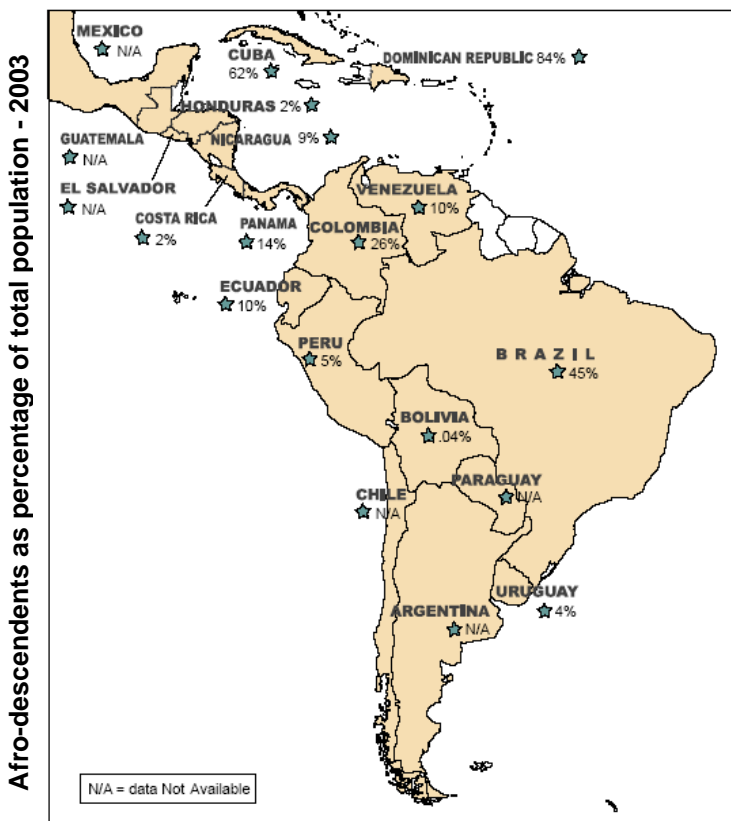 Afro-descendents as percentage of total population - 2003
MEXICO
N/A
CUBA
62%
DOMINICAN REPUBLIC 84%
HONDURAS 2%
GUATEMALA
N/A
NICARAGUA 9%
EL SALVADOR
N/A
COSTA RICA
2%
PANAMA
14%
VENEZUELA
10%
COLOMBIA
26%
ECUADOR
10%
PERU
5%
B R A Z I L
45%
BOLIVIA
.04%
PARAGUAY
N/A
CHILE
N/A
URUGUAY
4%
ARGENTINA
N/A
N/A = data Not Available